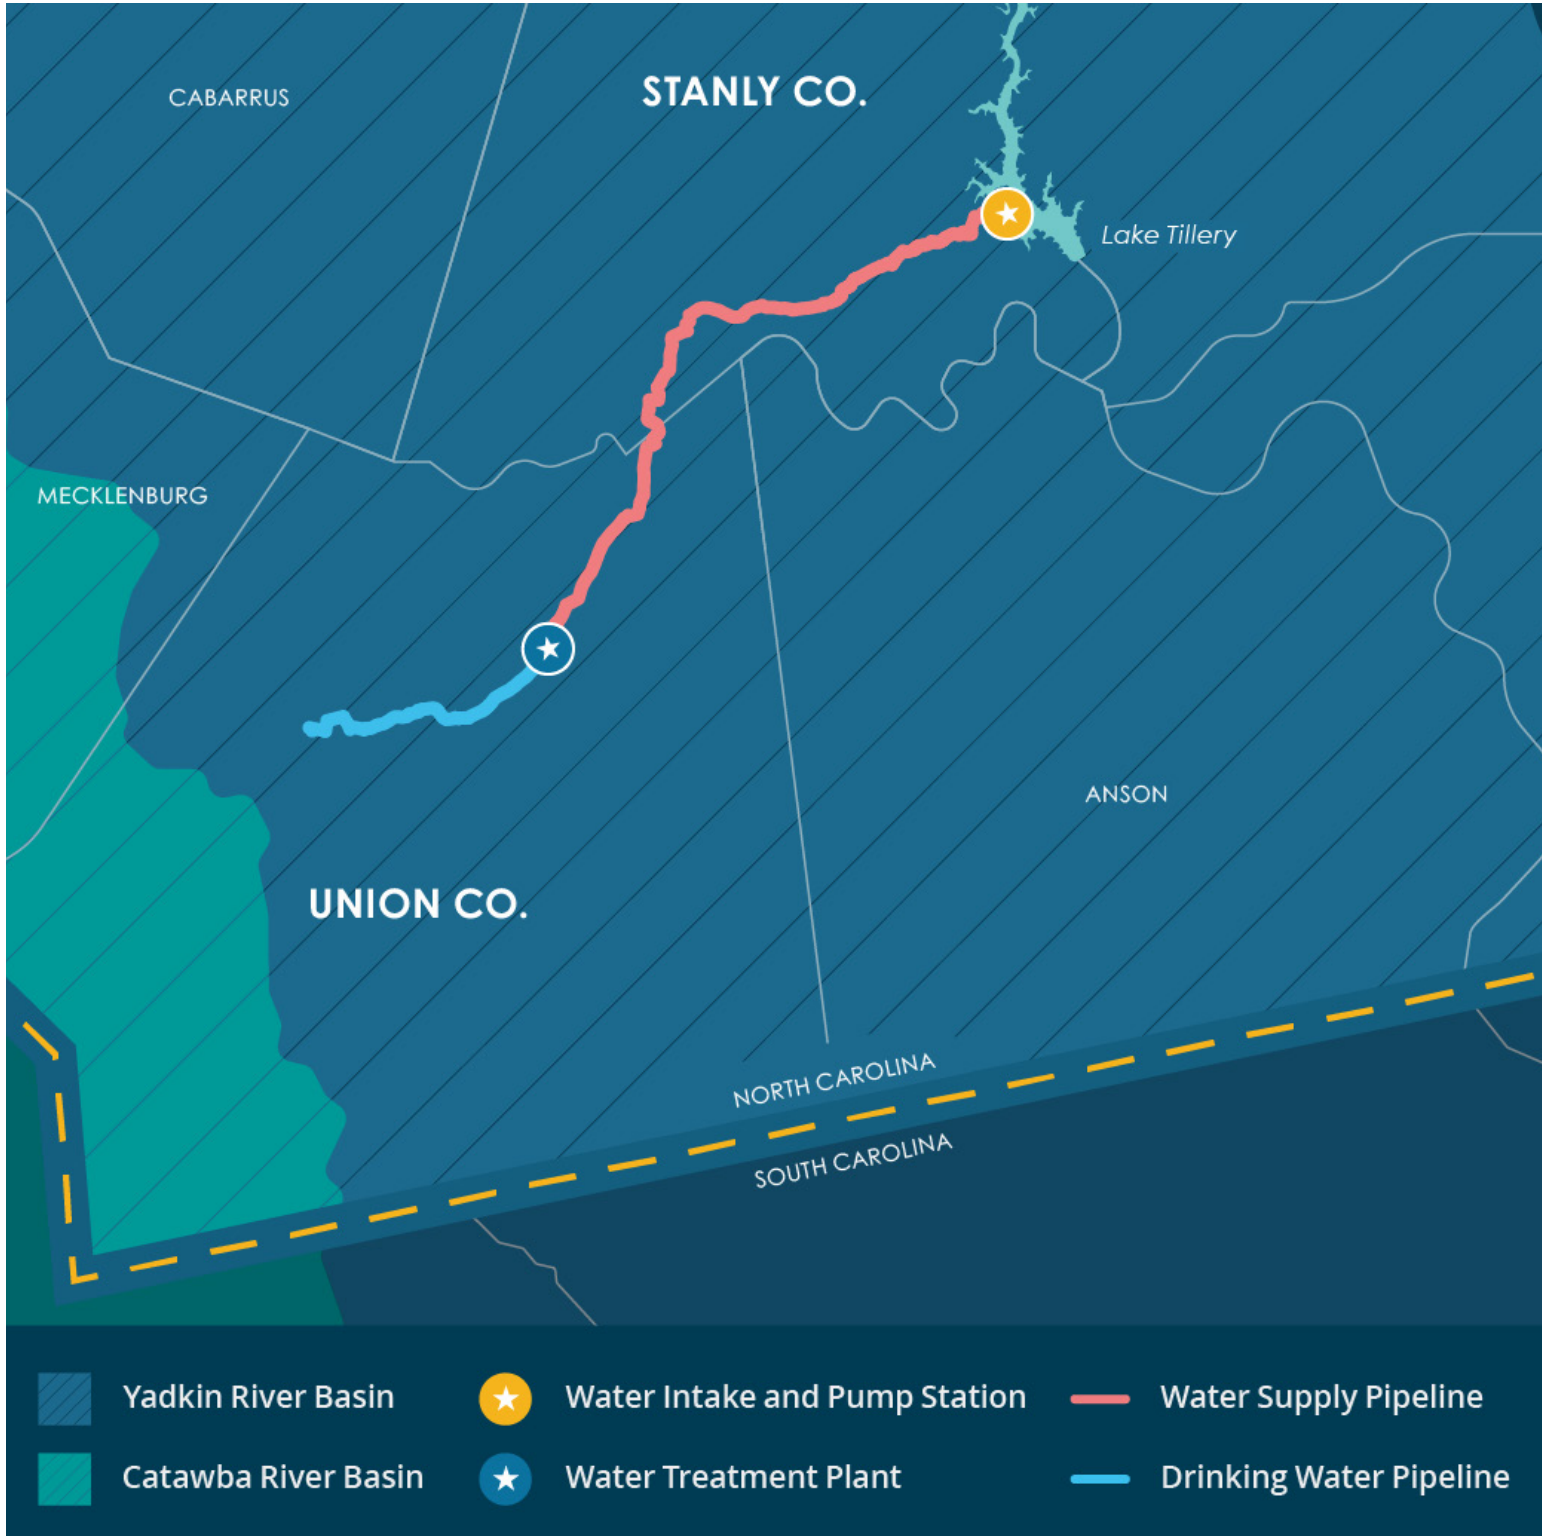 CABARRUS
STANLY CO.
Lake Tillery
MECKLENBURG
ANSON
UNION CO.
NORTH CAROLINA
SOUTH CAROLINA
Yadkin River Basin
Water Intake and Pump Station
Water Supply Pipeline
Catawba River Basin
Water Treatment Plant
Drinking Water Pipeline